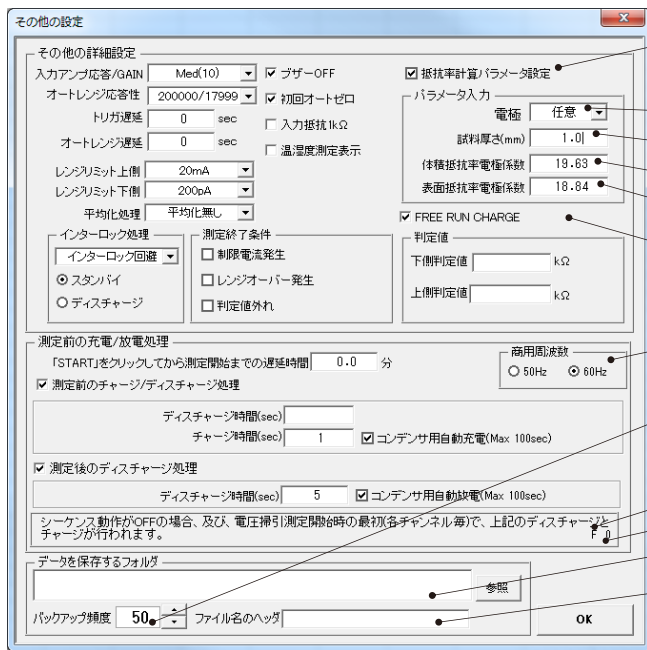 その他の設定
その他の詳細設定
入力アンプ応答/GAIN Med(10)
オートレンジ応答性 200000/17999
トリガ遅延 0 sec
オートレンジ遅延 0 sec
レンジリミット上側 20mA
レンジリミット下側 200pA
平均化処理 平均化無し
ブザーOFF
初回オートゼロ
入力抵抗1kΩ
温湿度測定表示
抵抗率計算パラメータ設定
パラメータ入力
電極 任意
試料厚さ(mm) 1.0
体積抵抗率電極係数 19.63
表面抵抗率電極係数 18.84
FREE RUN CHARGE
インターロック処理
インターロック回避
スタンバイ
ディスチャージ
測定終了条件
制限電流発生
レンジオーバー発生
判定値外れ
判定値
下側判定値 kΩ
上側判定値 kΩ
測定前の充電/放電処理
「START」をクリックしてから測定開始までの遅延時間 0.0 分
商用周波数
50Hz 60Hz
測定前のチャージ/ディスチャージ処理
ディスチャージ時間(sec)
チャージ時間(sec) 1 コンデンサ用自動充電(Max 100sec)
測定後のディスチャージ処理
ディスチャージ時間(sec) 5 コンデンサ用自動放電(Max 100sec)
シーケンス動作がOFFの場合、及び、電圧掃引測定開始時の最初(各チャンネル毎)で、上記のディスチャージと
チャージが行われます。 F 0
データを保存するフォルダ
参照
バックアップ頻度 50 ファイル名のヘッダ
OK